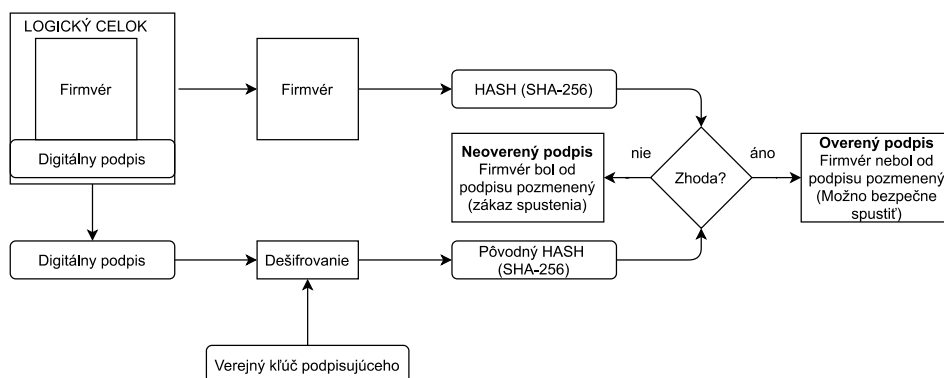 LOGICKÝ CELOK
Firmvér
Digitálny podpis
Firmvér
HASH (SHA-256)
Neoverený podpis
Firmvér bol od
podpisu pozmenený
(zákaz spustenia)
nie
Zhoda?
áno
Overený podpis
Firmvér nebol od
podpisu pozmenený
(Možno bezpečne
spustiť)
Digitálny podpis
Dešifrovanie
Pôvodný HASH
(SHA-256)
Verejný kľúč podpisujúceho